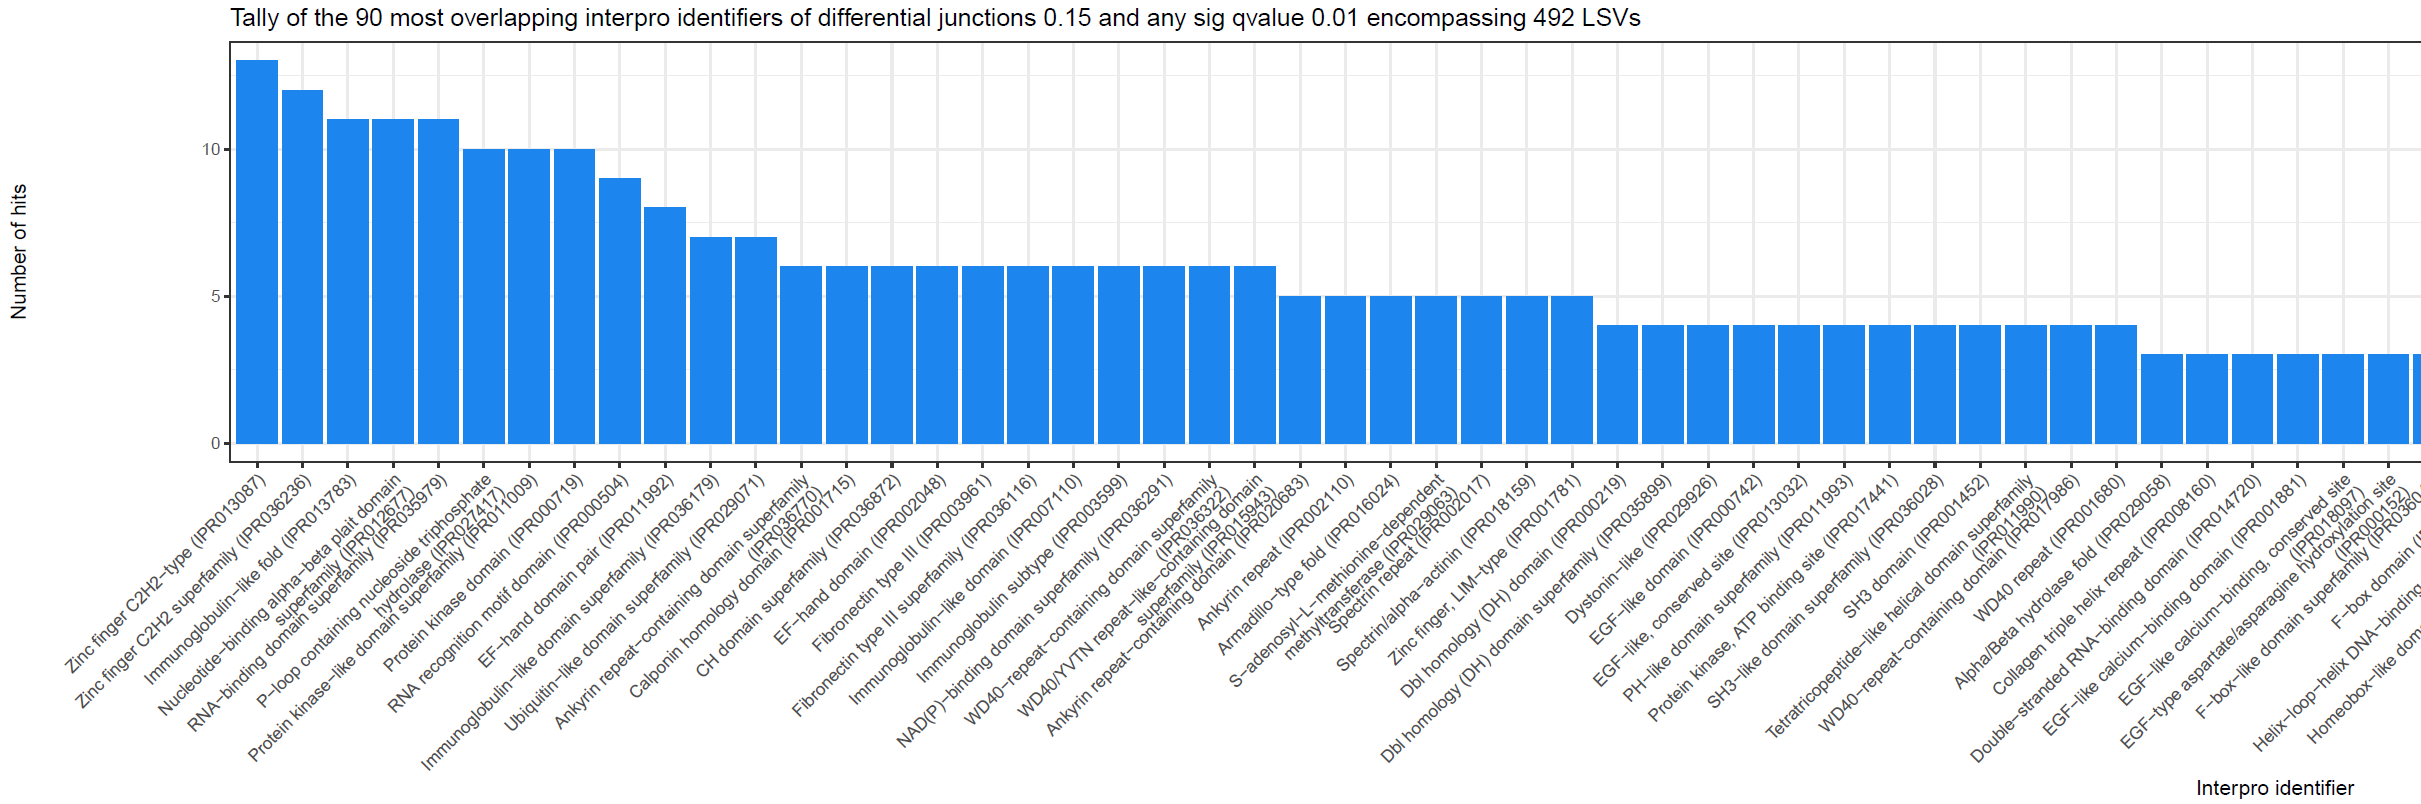 Tally of the 90 most overlapping interpro identifiers of differential junctions 0.15 and any sig qvalue 0.01 encompassing 492 LSVs
Number of hits
10
5
0
Zinc finger C2H2−type (IPR013087)
Zinc finger C2H2 superfamily (IPR036236)
Immunoglobulin−like fold (IPR013783)
Nucleotide−binding alpha−beta plait domain
superfamily (IPR012677)
RNA−binding domain superfamily (IPR035979)
P−loop containing nucleoside triphosphate
hydrolase (IPR027417)
Protein kinase−like domain superfamily (IPR011009)
Protein kinase domain (IPR000719)
RNA recognition motif domain (IPR000504)
EF−hand domain pair (IPR011992)
Immunoglobulin−like domain superfamily (IPR036179)
Ubiquitin−like domain superfamily (IPR029071)
Ankyrin repeat−containing domain superfamily
(IPR036770)
Calponin homology domain (IPR001715)
CH domain superfamily (IPR036872)
EF−hand domain (IPR002048)
Fibronectin type III (IPR003961)
Fibronectin type III superfamily (IPR036116)
Immunoglobulin−like domain (IPR007110)
Immunoglobulin subtype (IPR003599)
NAD(P)−binding domain superfamily (IPR036291)
WD40−repeat−containing domain superfamily
(IPR036322)
WD40/YVTN repeat−like−containing domain
superfamily (IPR015943)
Ankyrin repeat−containing domain (IPR020683)
Ankyrin repeat (IPR002110)
Armadillo−type fold (IPR016024)
S−adenosyl−L−methionine−dependent
methyltransferase (IPR029063)
Spectrin repeat (IPR002017)
Spectrin/alpha−actinin (IPR018159)
Zinc finger, LIM−type (IPR001781)
Dbl homology (DH) domain (IPR000219)
Dbl homology (DH) domain superfamily (IPR035899)
Dystonin−like (IPR029926)
EGF−like domain (IPR000742)
EGF−like, conserved site (IPR013032)
PH−like domain superfamily (IPR011993)
Protein kinase, ATP binding site (IPR017441)
SH3−like domain superfamily (IPR036028)
SH3 domain (IPR001452)
Tetratricopeptide−like helical domain superfamily
(IPR011990)
WD40−repeat−containing domain (IPR017986)
WD40 repeat (IPR001680)
Alpha/Beta hydrolase fold (IPR029058)
Collagen triple helix repeat (IPR008160)
Double−stranded RNA−binding domain (IPR014720)
EGF−like calcium−binding domain (IPR001881)
EGF−like calcium−binding, conserved site
(IPR018097)
EGF−type aspartate/asparagine hydroxylation site
(IPR000152)
F−box−like domain superfamily (IPR0360
F−box domain (I
Helix−loop−helix DNA−binding
Homeobox−like dom
Interpro identifier